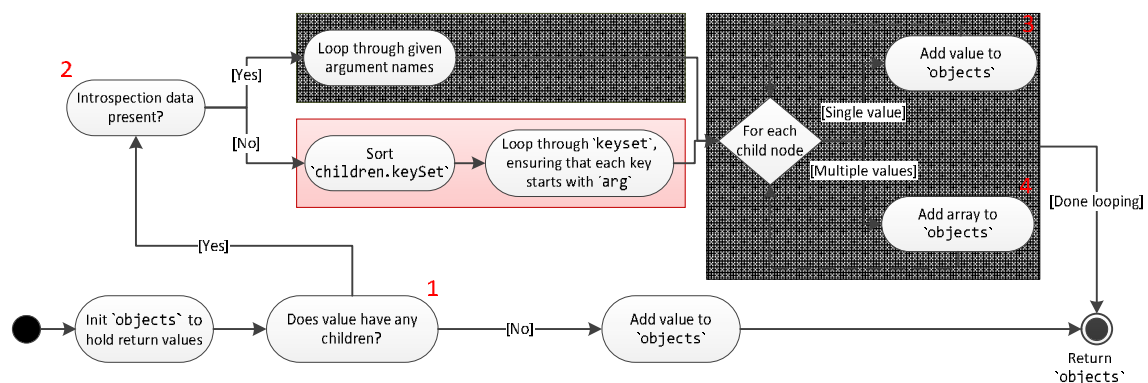 3
Loop through given
argument names
Add value to
`objects`
2
[Yes]
Introspection data
present?
[Single value]
For each
child node
[No]
Sort
`children.keySet`
Loop through `keyset`,
ensuring that each key
starts with `arg`
[Multiple values]
4
[Done looping]
Add array to
`objects`
[Yes]
1
Init `objects` to
hold return values
Does value have any
children?
[No]
Add value to
`objects`
Return
`objects`